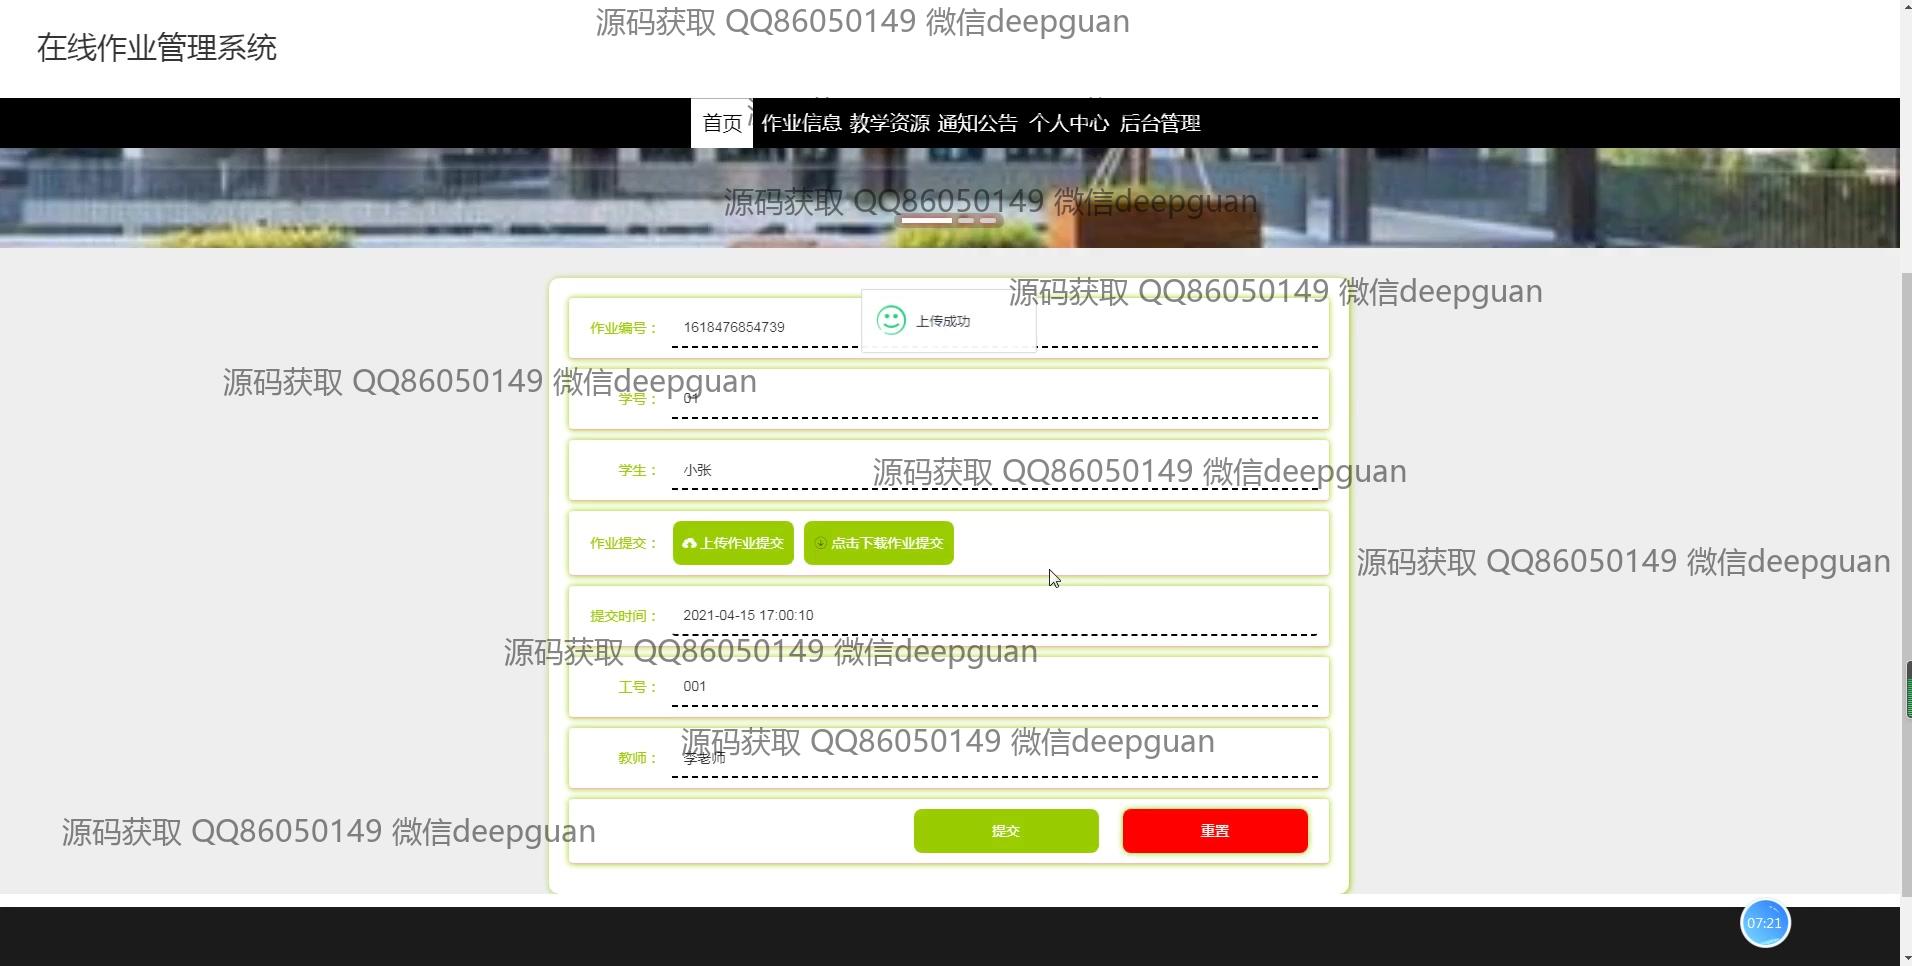 源码获取 QQ86050149 微信deepguan
在线作业管理系统
首页 作业信息 教学资源 通知公告 个人中心 后台管理
源码获取 QQ86050149 微信deepguan
源码获取 QQ86050149 微信deepguan
作业编号： 1618476854739
上传成功
源码获取 QQ86050149 微信deepguan
学号： 01
学生： 小张
源码获取 QQ86050149 微信deepguan
作业提交： 上传作业提交 点击下载作业提交
源码获取 QQ86050149 微信deepguan
提交时间： 2021-04-15 17:00:10
源码获取 QQ86050149 微信deepguan
工号： 001
源码获取 QQ86050149 微信deepguan
教师： 李老师
源码获取 QQ86050149 微信deepguan
提交 重置
07:21